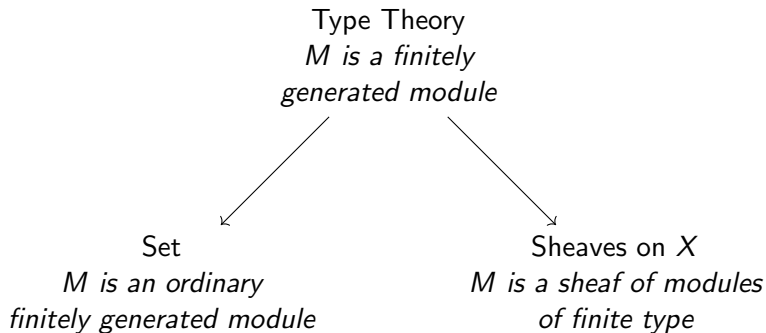 Type Theory
M is a finitely
generated module
Set
M is an ordinary
finitely generated module
Sheaves on X
M is a sheaf of modules
of finite type